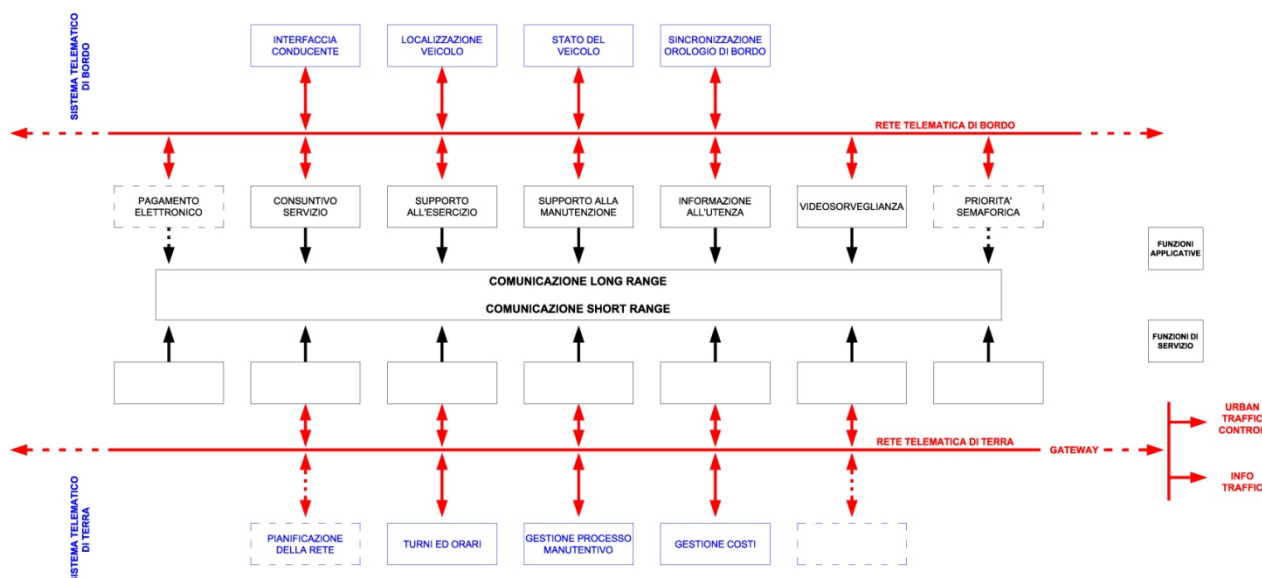 SISTEMA TELEMATICO
DI BORDO
INTERFACCIA
CONDUCENTE
LOCALIZZAZIONE
VEICOLO
STATO DEL
VEICOLO
SINCRONIZZAZIONE
OROLOGIO DI BORDO
RETE TELEMATICA DI BORDO
PAGAMENTO
ELETTRONICO
CONSUNTIVO
SERVIZIO
SUPPORTO
ALL'ESERCIZIO
SUPPORTO ALLA
MANUTENZIONE
INFORMAZIONE
ALL'UTENZA
VIDEOSORVEGLIANZA
PRIORITA'
SEMAFORICA
FUNZIONI
APPLICATIVE
COMUNICAZIONE LONG RANGE
COMUNICAZIONE SHORT RANGE
FUNZIONI DI
SERVIZIO
RETE TELEMATICA DI TERRA
GATEWAY
URBAN
TRAFFIC
CONTROL
INFO
TRAFFIC
SISTEMA TELEMATICO
DI TERRA
PIANIFICAZIONE
DELLA RETE
TURNI ED ORARI
GESTIONE PROCESSO
MANUTENTIVO
GESTIONE COSTI